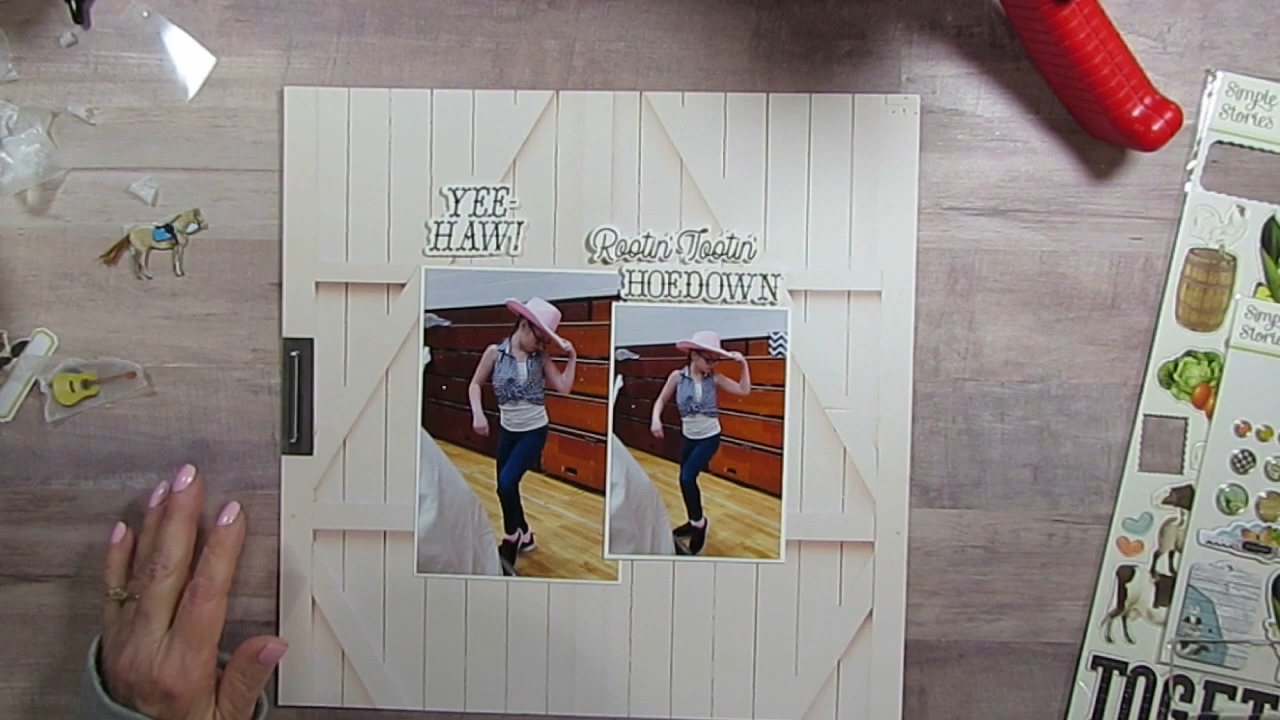 YEE-
HAW!
Rootin' Tootin'
HOEDOWN
Simple
Stories
Simple
Stories
TOGET